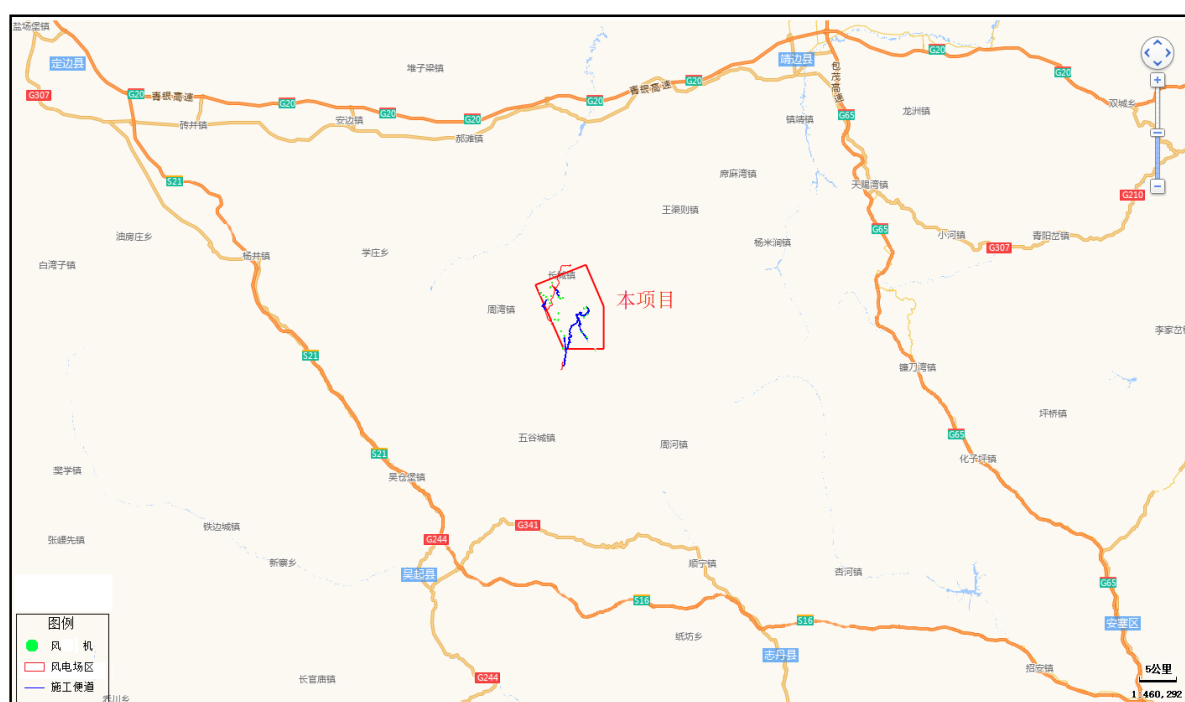 盐场堡镇
定边县
堆子梁镇
靖边县
包茂高速
G20
G20
双城乡
G307
G20
青银高速
G20
G20
G20
青银高速
G20
G20
G65
龙洲镇
砖井镇
安边镇
郝滩镇
镇靖镇
S21
席麻湾镇
天赐湾镇
G210
王渠则镇
油房庄乡
杨井镇
学庄乡
杨米涧镇
G65
小河镇
青阳岔镇
G307
白湾子镇
长城镇
本项目
周湾镇
李家岔镇
S21
镰刀湾镇
坪桥镇
五谷城镇
周河镇
G65
S21
化子坪镇
樊学镇
吴仓堡镇
铁边城镇
G341
张崾先镇
G244
新寨乡
吴起县
顺宁镇
杏河镇
G65
S16
S16
安塞区
纸坊乡
志丹县
招安镇
长官庙镇
G244
图例
风 机
风电场区
施工便道
5公里
1:460,292